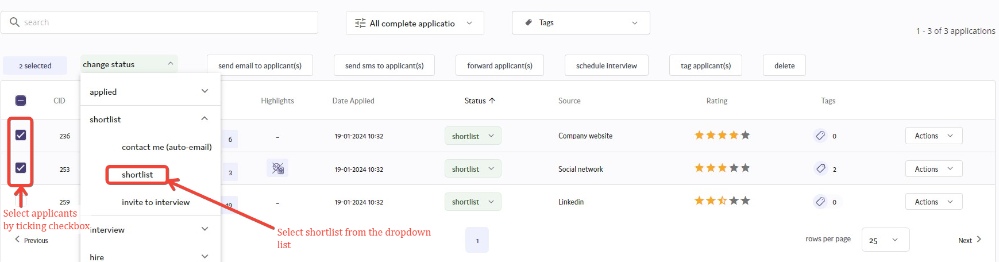 search
All complete applicatio
Tags
1 - 3 of 3 applications
2 selected
change status
send email to applicant(s)
send sms to applicant(s)
forward applicant(s)
schedule interview
tag applicant(s)
delete
applied
shortlist
contact me (auto-email)
shortlist
invite to interview
interview
hire
CID Highlights Date Applied Status Source Rating Tags
236 6 – 19-01-2024 10:32 shortlist Company website 0 Actions
253 3 19-01-2024 10:32 shortlist Social network 2 Actions
259 19 – 19-01-2024 10:32 shortlist Linkedin 0 Actions
Select applicants
by ticking checkbox
Select shortlist from the dropdown
list
Previous
1
rows per page 25
Next